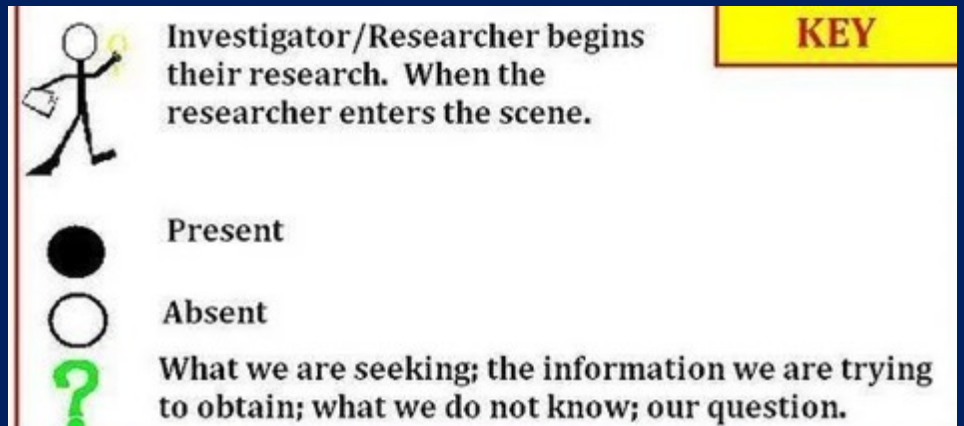 KEY
Investigator/Researcher begins
their research. When the
researcher enters the scene.
Present
Absent
What we are seeking; the information we are trying
to obtain; what we do not know; our question.